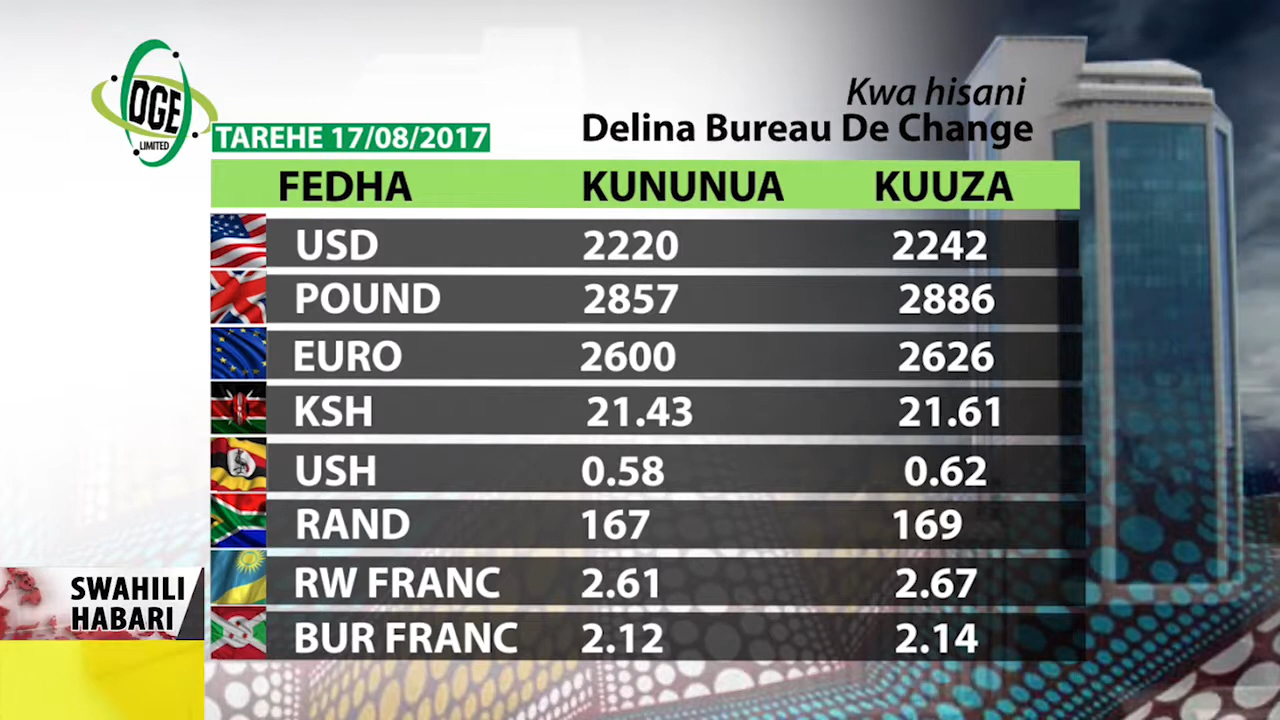 DGE
LIMITED
TAREHE 17/08/2017
Kwa hisani
Delina Bureau De Change
FEDHA KUNUNUA KUUZA
USD 2220 2242
POUND 2857 2886
EURO 2600 2626
KSH 21.43 21.61
USH 0.58 0.62
RAND 167 169
RW FRANC 2.61 2.67
BUR FRANC 2.12 2.14
SWAHILI
HABARI